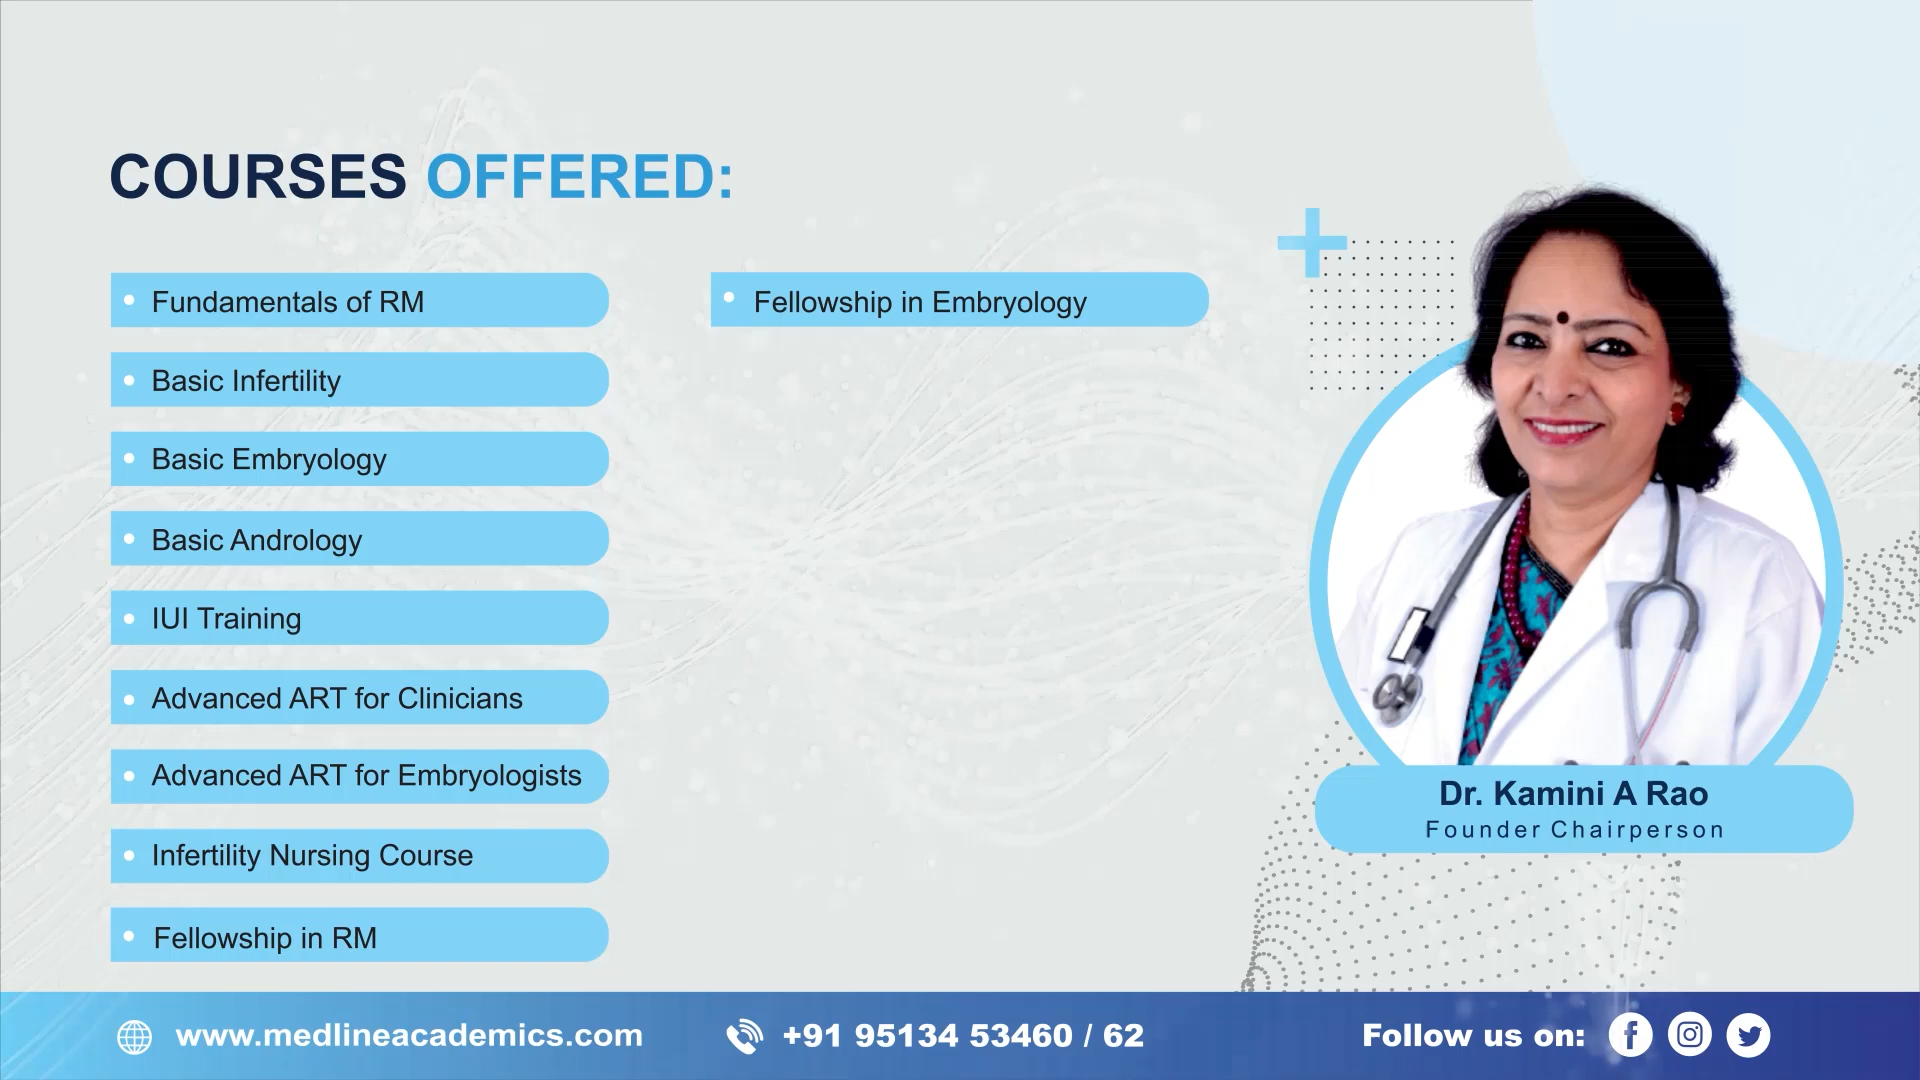 COURSES OFFERED:
Fundamentals of RM
Basic Infertility
Basic Embryology
Basic Andrology
IUI Training
Advanced ART for Clinicians
Advanced ART for Embryologists
Infertility Nursing Course
Fellowship in RM
Fellowship in Embryology
Dr. Kamini A Rao
Founder Chairperson
www.medlineacademics.com
+91 95134 53460 / 62
Follow us on: